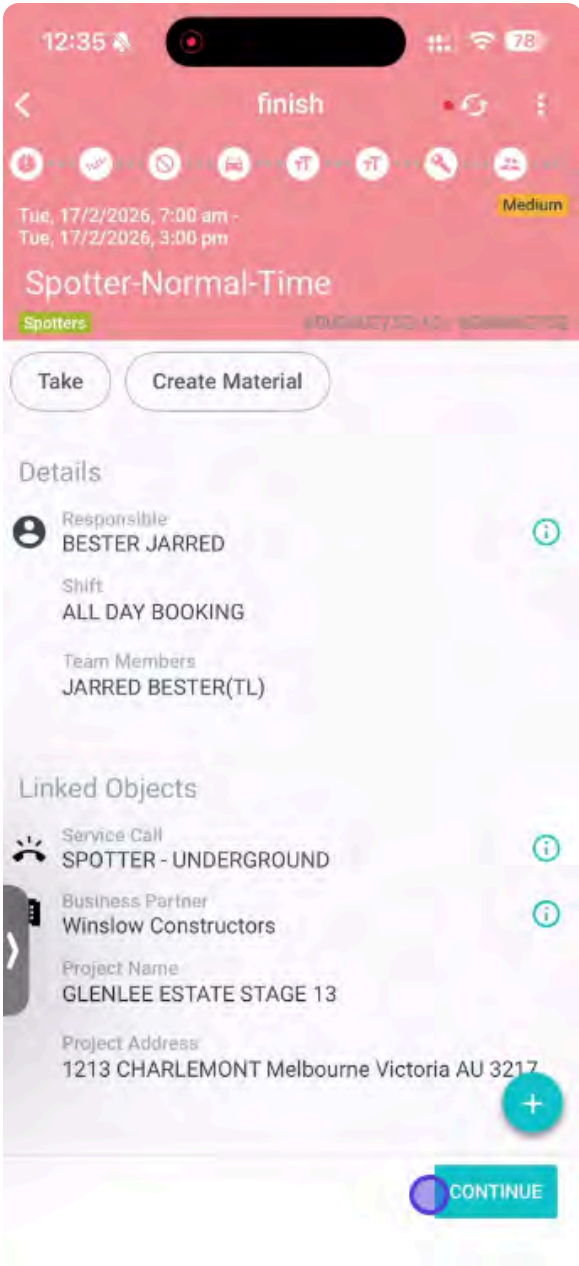 12:35
78
finish
Medium
Tue, 17/2/2026, 7:00 am -
Tue, 17/2/2026, 3:00 pm
Spotter-Normal-Time
Spotters
Take
Create Material
Details
Responsible
BESTER JARRED
Shift
ALL DAY BOOKING
Team Members
JARRED BESTER(TL)
Linked Objects
Service Call
SPOTTER - UNDERGROUND
Business Partner
Winslow Constructors
Project Name
GLENLEE ESTATE STAGE 13
Project Address
1213 CHARLEMONT Melbourne Victoria AU 3217
CONTINUE